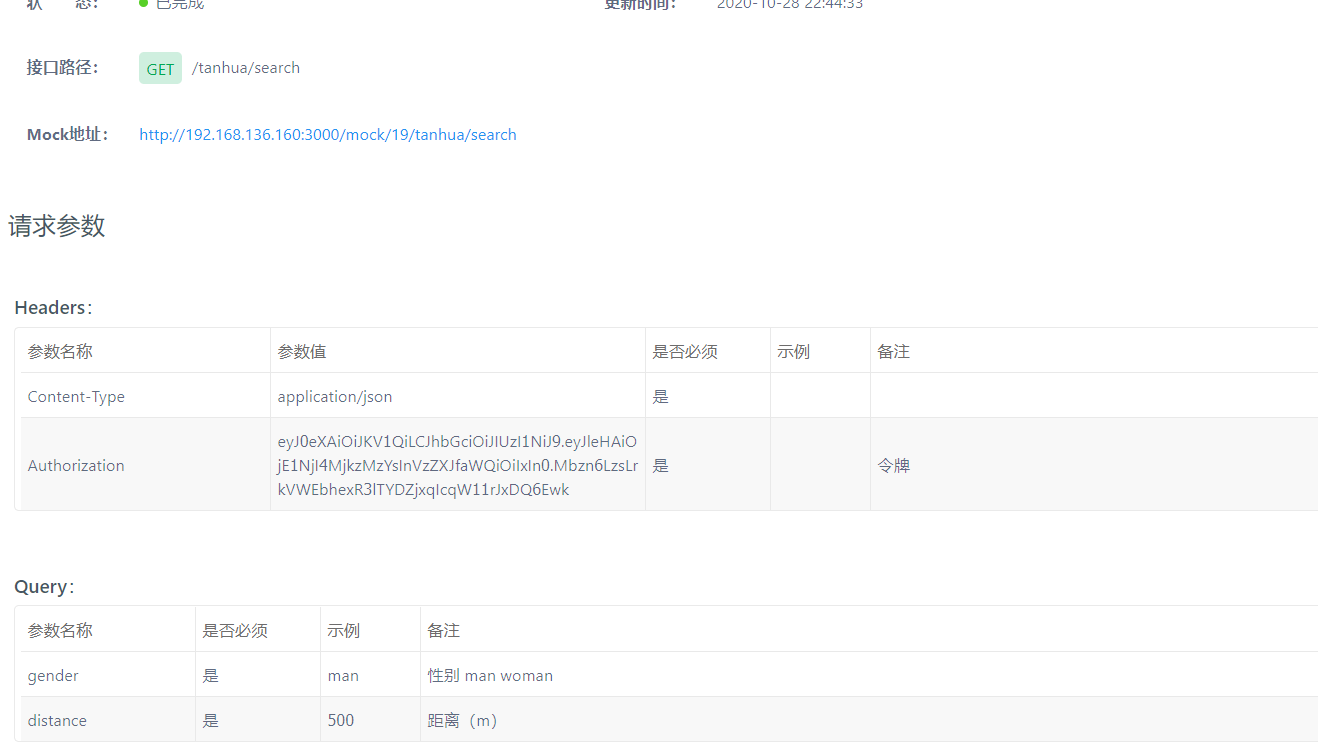 状 态： 已完成 更新时间： 2020-10-28 22:44:33
接口路径： GET /tanhua/search
Mock地址： http://192.168.136.160:3000/mock/19/tanhua/search
请求参数
Headers：
参数名称 参数值 是否必须 示例 备注
Content-Type application/json 是
eyJ0eXAiOiJKV1QiLCJhbGciOiJIUzI1NiJ9.eyJleHAiO
Authorization jE1NjI4MjkzMzYsInVzZXJfaWQiOiIxIn0.Mbzn6LzsLr 是 令牌
kVWEbhexR3lTYDZjxqIcqW11rJxDQ6Ewk
Query：
参数名称 是否必须 示例 备注
gender 是 man 性别 man woman
distance 是 500 距离（m）